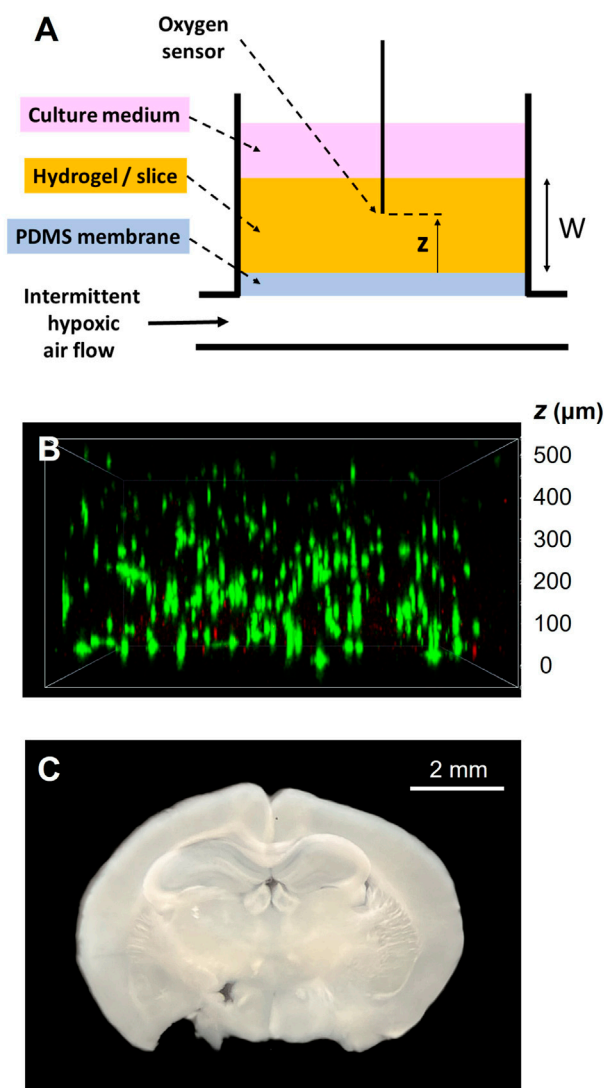 A
Oxygen
sensor
Culture medium
Hydrogel / slice
PDMS membrane
z
W
Intermittent
hypoxic
air flow
z (μm)
B
500
400
300
200
100
0
C
2 mm